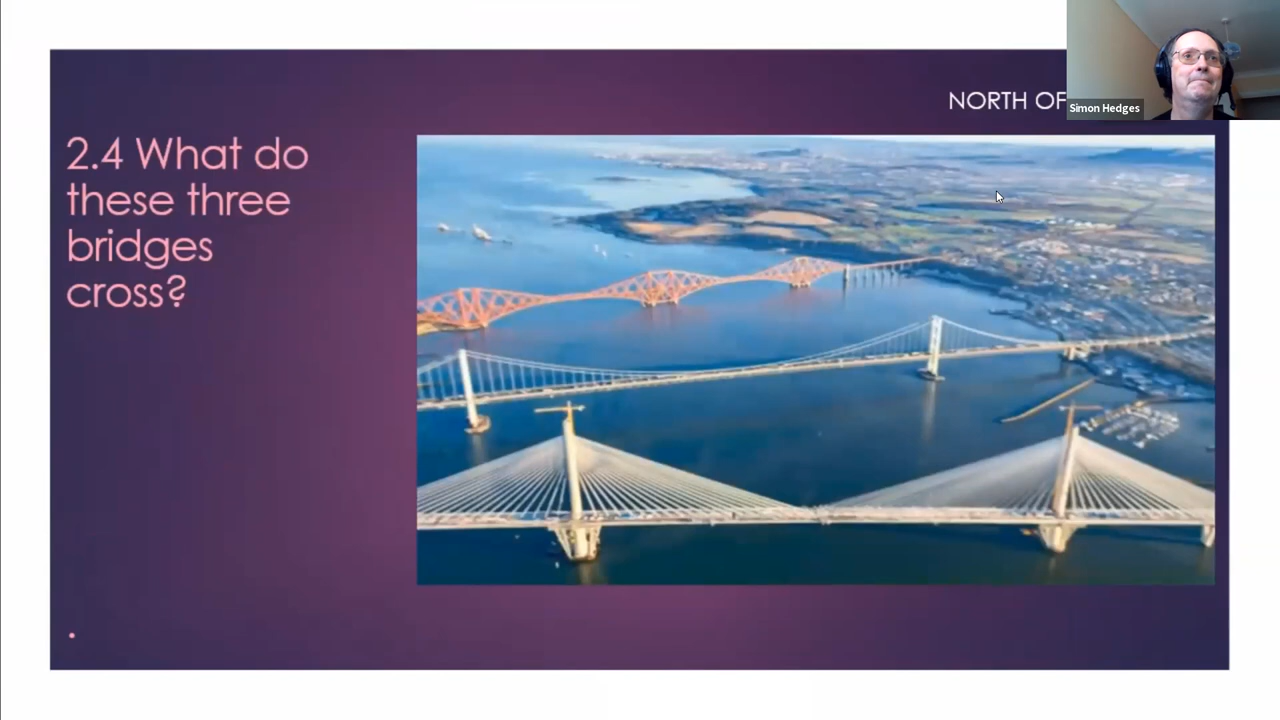 NORTH OF
Simon Hedges
2.4 What do
these three
bridges
cross?